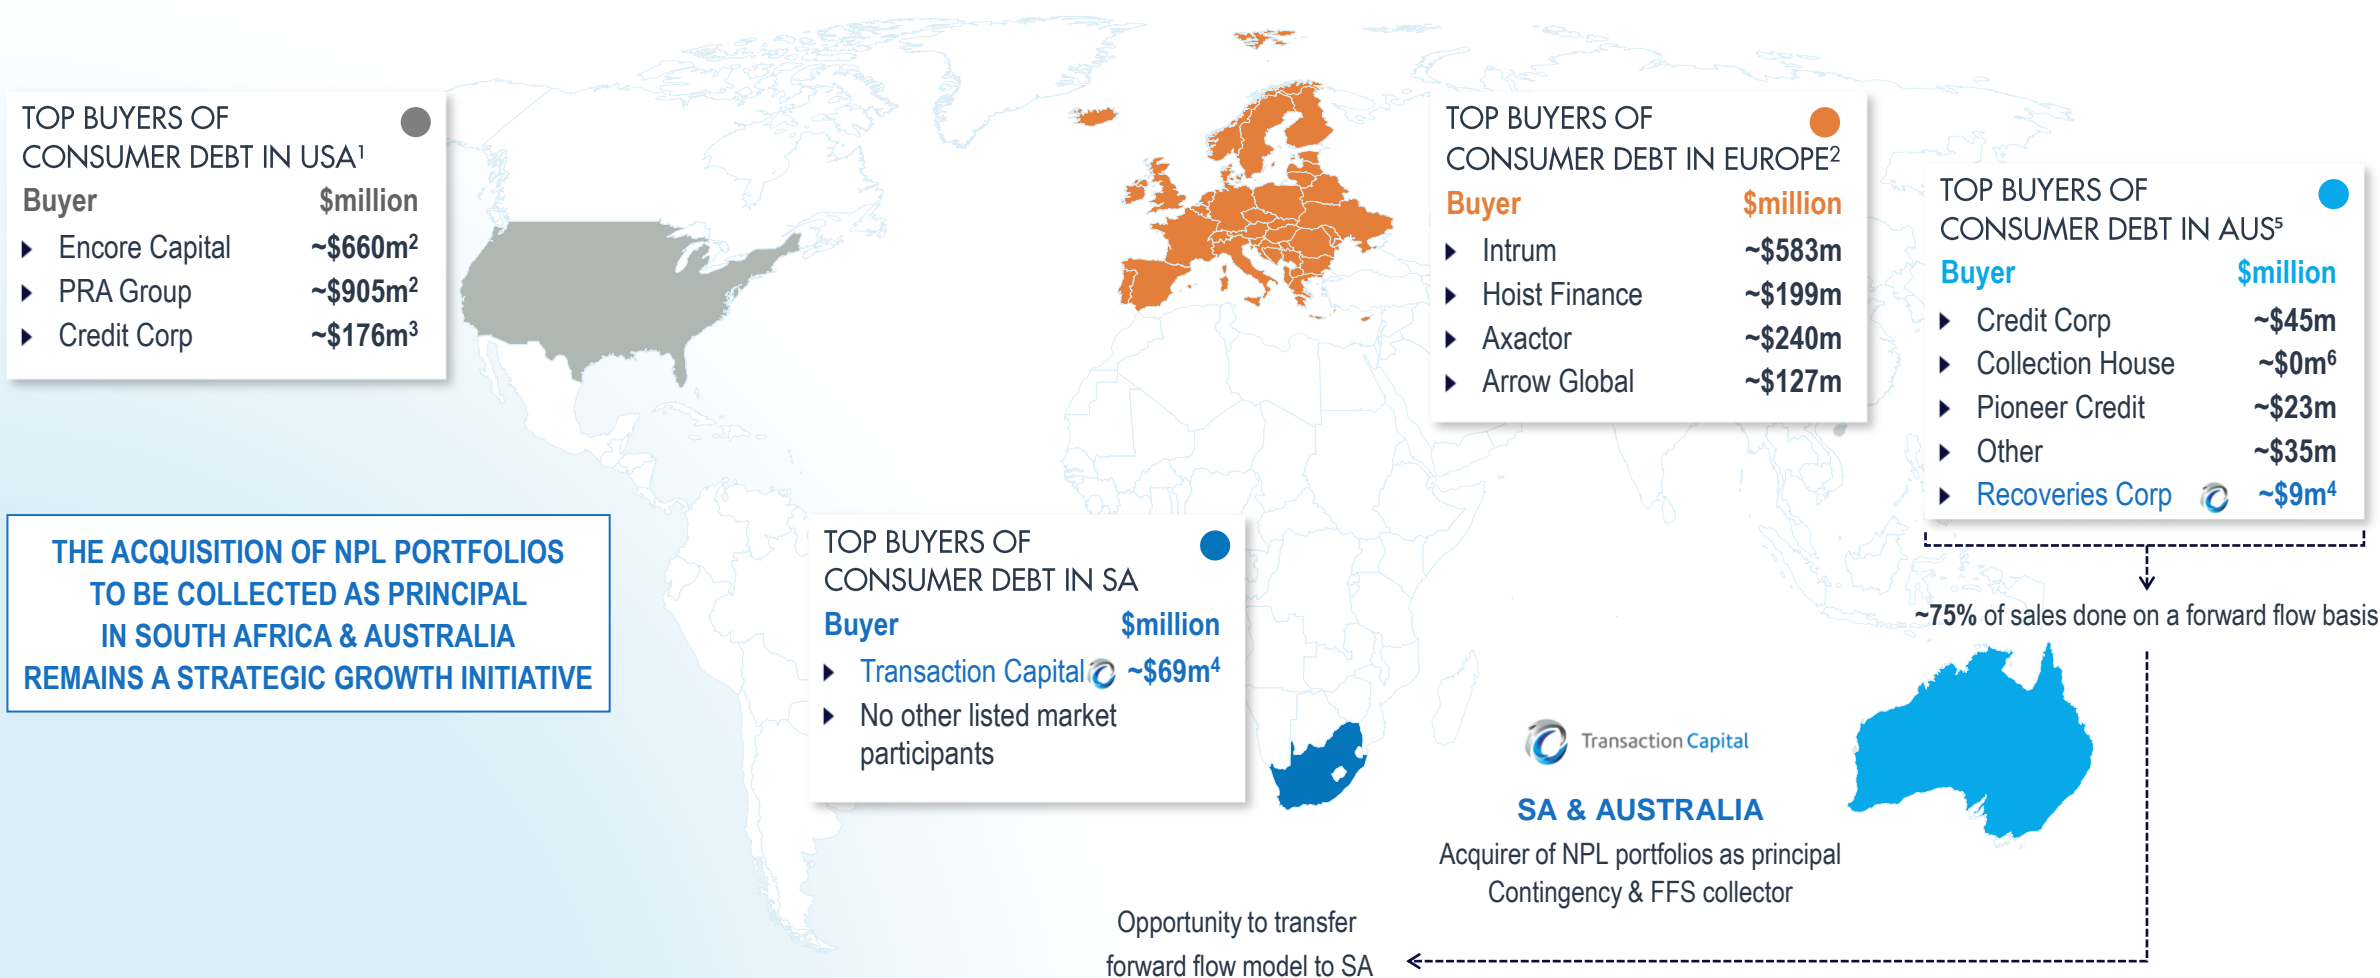 TOP BUYERS OF
CONSUMER DEBT IN USA¹
Buyer $million
Encore Capital ~$660m²
PRA Group ~$905m²
Credit Corp ~$176m³
THE ACQUISITION OF NPL PORTFOLIOS
TO BE COLLECTED AS PRINCIPAL
IN SOUTH AFRICA & AUSTRALIA
REMAINS A STRATEGIC GROWTH INITIATIVE
TOP BUYERS OF
CONSUMER DEBT IN SA
Buyer $million
Transaction Capital ~$69m⁴
No other listed market
participants
TOP BUYERS OF
CONSUMER DEBT IN EUROPE²
Buyer $million
Intrum ~$583m
Hoist Finance ~$199m
Axactor ~$240m
Arrow Global ~$127m
TOP BUYERS OF
CONSUMER DEBT IN AUS⁵
Buyer $million
Credit Corp ~$45m
Collection House ~$0m⁶
Pioneer Credit ~$23m
Other ~$35m
Recoveries Corp ~$9m⁴
~75% of sales done on a forward flow basis
Transaction Capital
SA & AUSTRALIA
Acquirer of NPL portfolios as principal
Contingency & FFS collector
Opportunity to transfer
forward flow model to SA